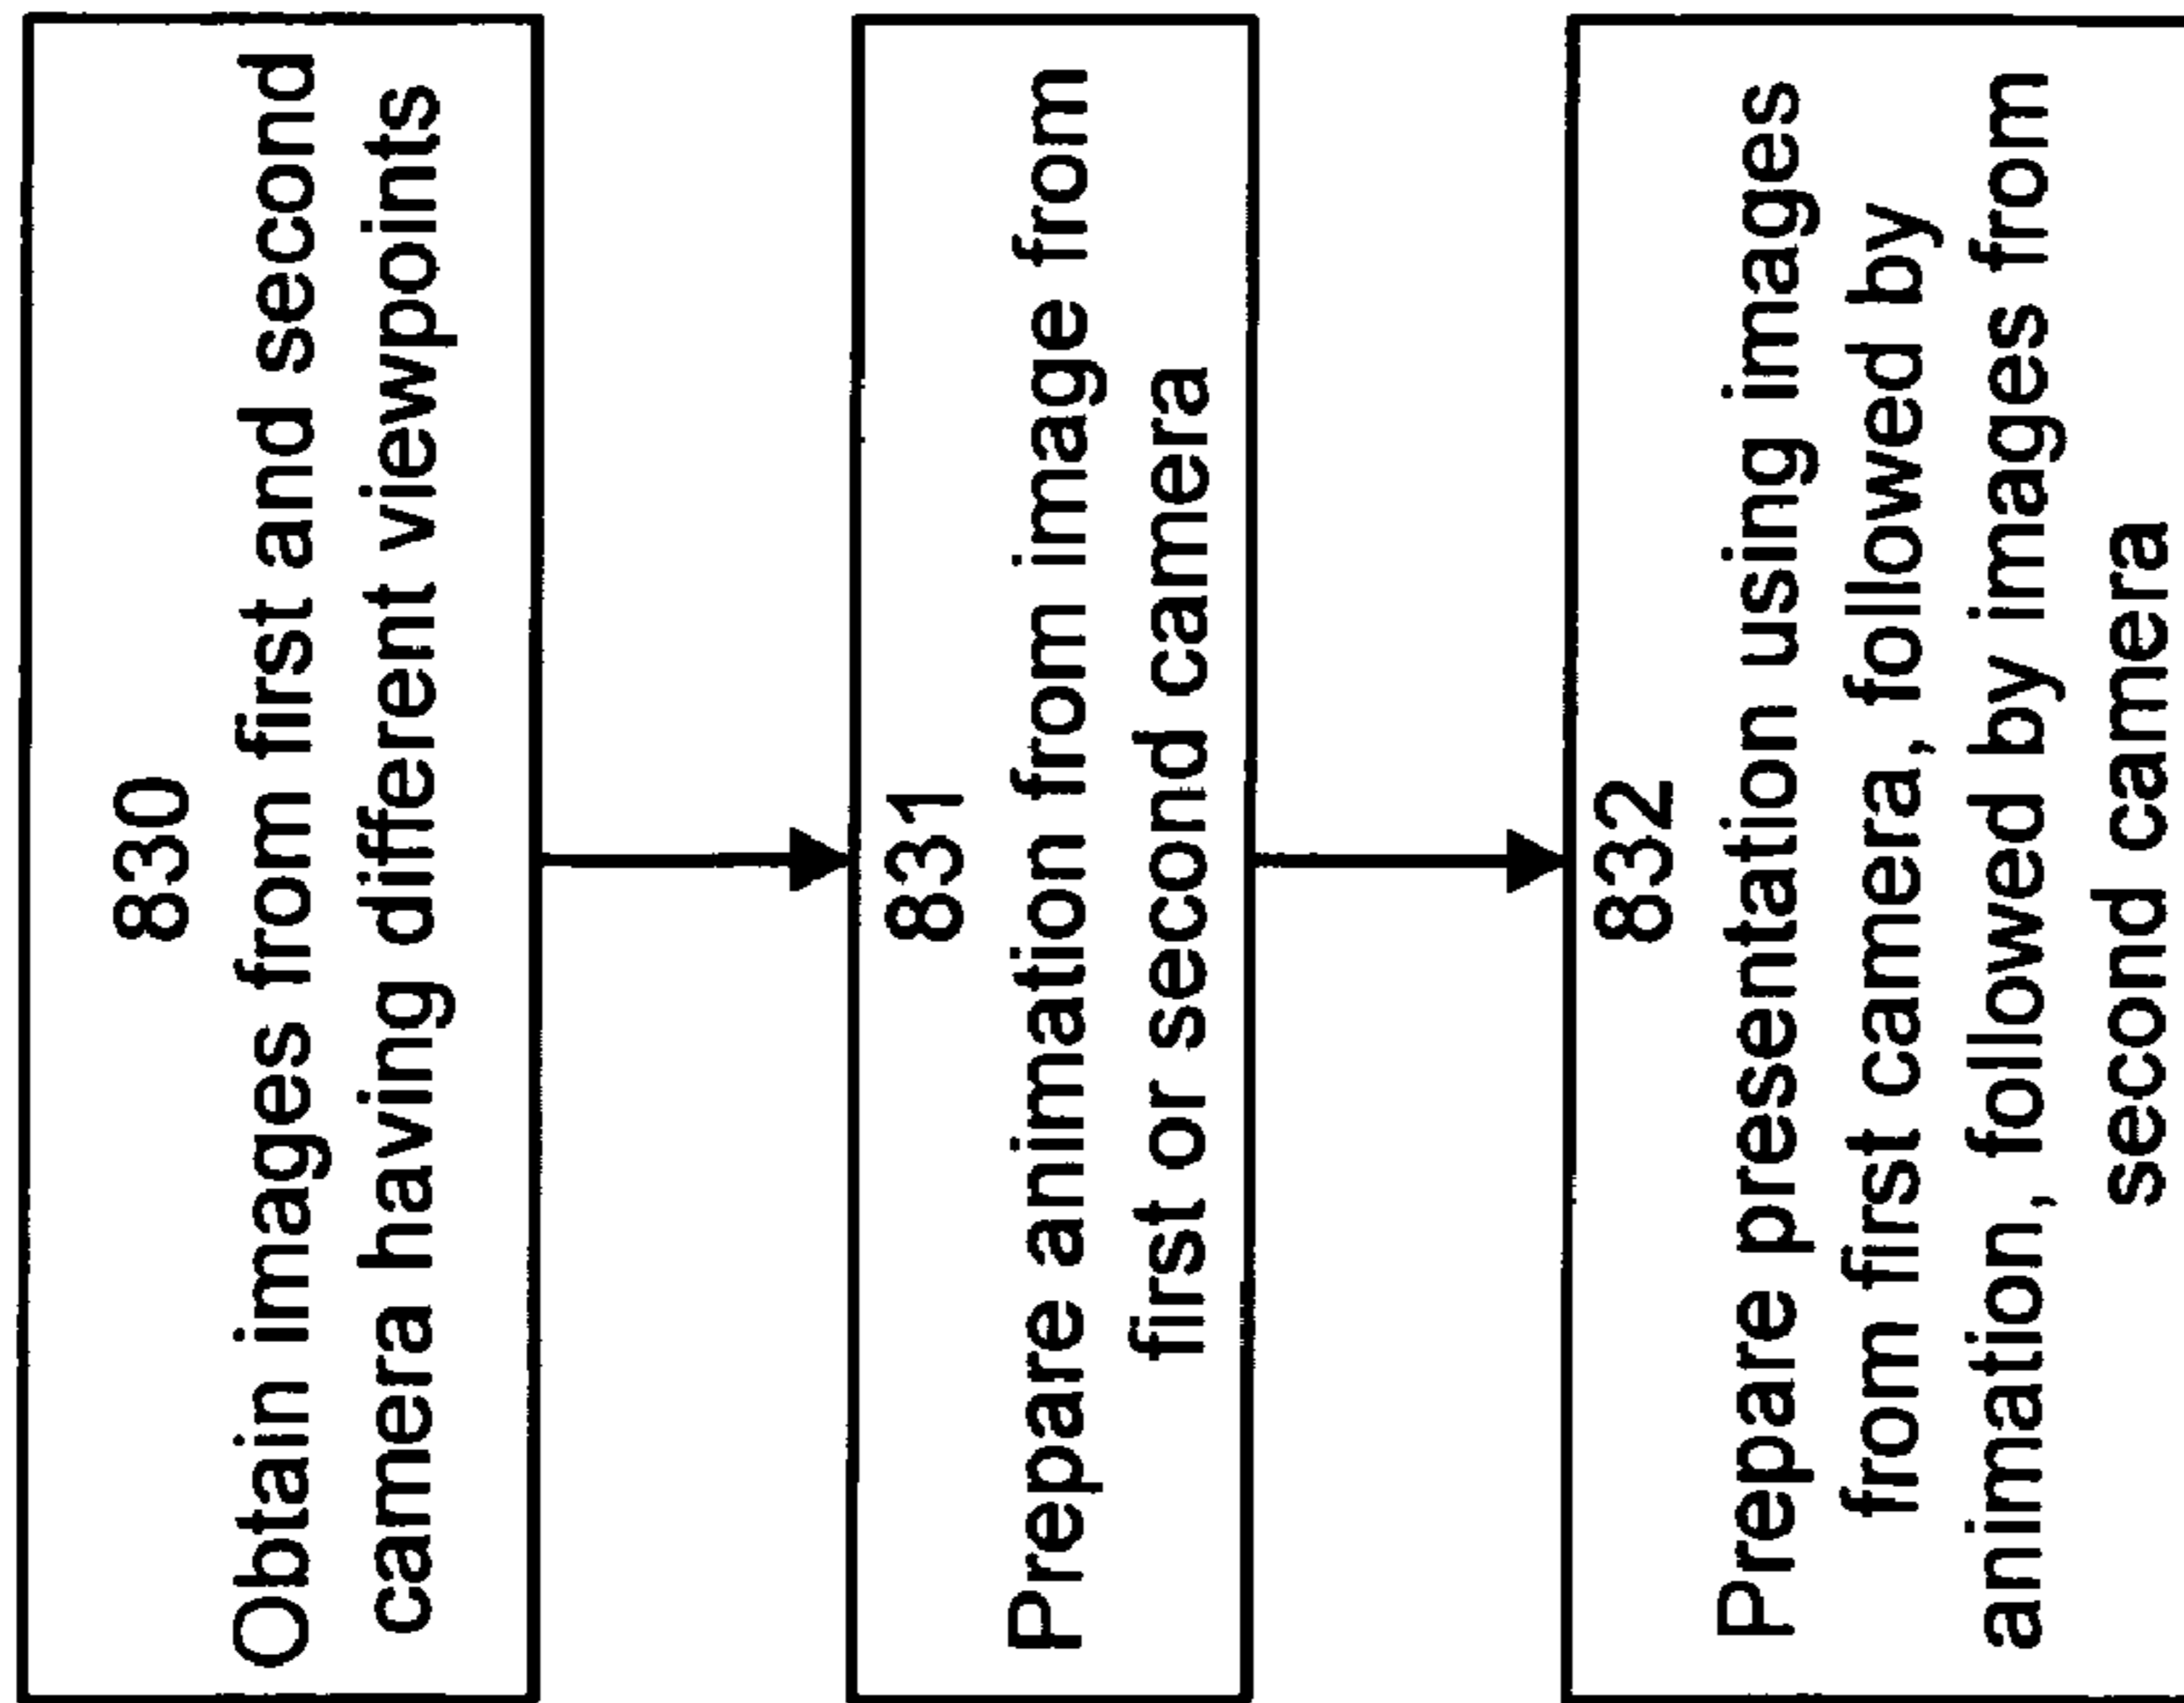 830
Obtain images from first and second
camera having different viewpoints
831
Prepare animation from image from
first or second camera
832
Prepare presentation using images
from first camera, followed by
animation, followed by images from
second camera